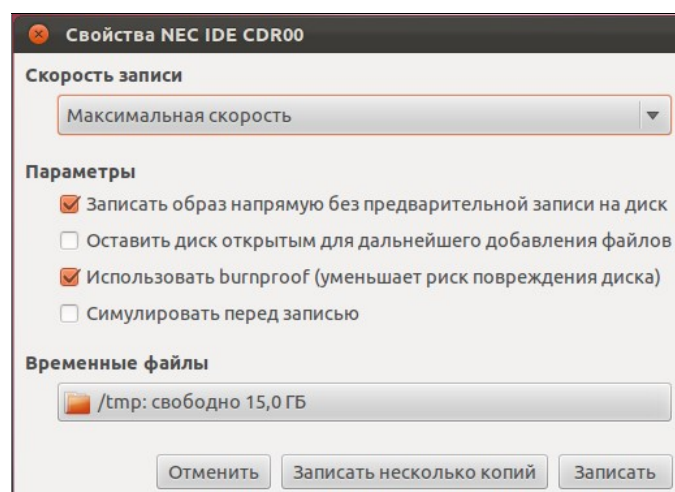 Свойства NEC IDE CDR00
Скорость записи
Максимальная скорость
Параметры
Записать образ напрямую без предварительной записи на диск
Оставить диск открытым для дальнейшего добавления файлов
Использовать burnproof (уменьшает риск повреждения диска)
Симулировать перед записью
Временные файлы
/tmp: свободно 15,0 ГБ
Отменить Записать несколько копий Записать